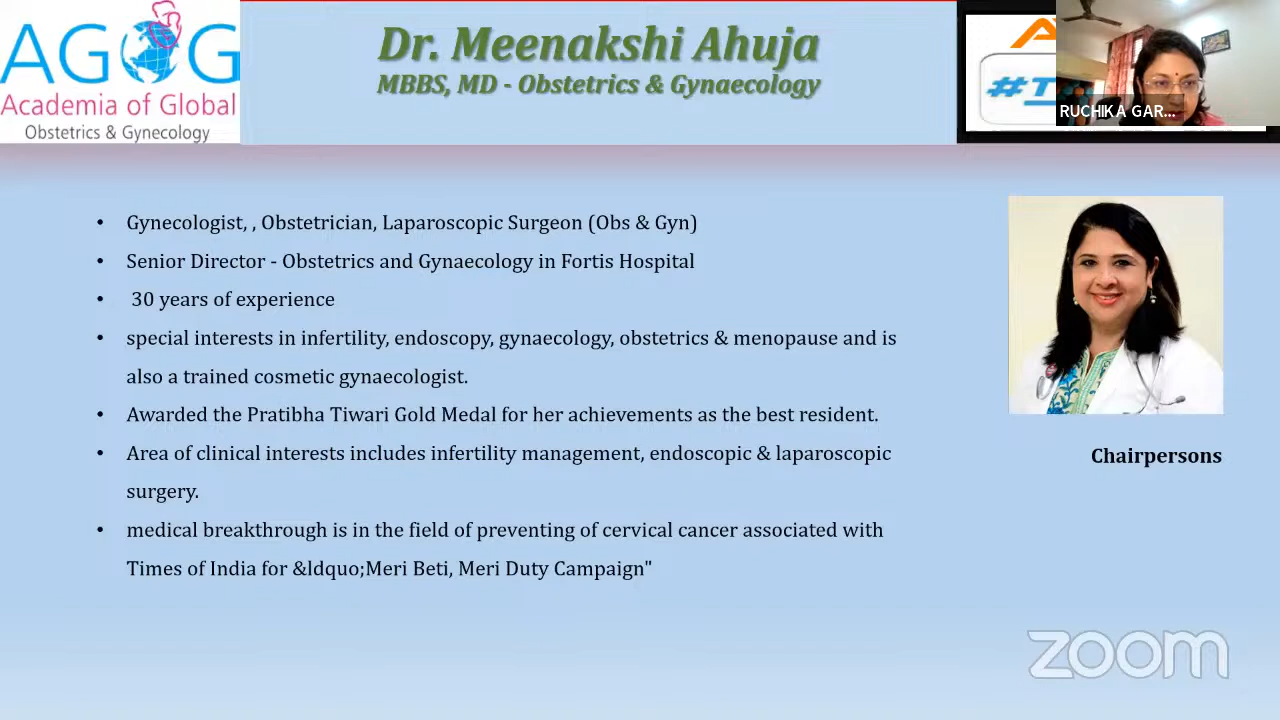 AGOG
Academia of Global
Obstetrics & Gynecology
Dr. Meenakshi Ahuja
MBBS, MD - Obstetrics & Gynaecology
RUCHIKA GAR...
• Gynecologist, , Obstetrician, Laparoscopic Surgeon (Obs & Gyn)
• Senior Director - Obstetrics and Gynaecology in Fortis Hospital
• 30 years of experience
• special interests in infertility, endoscopy, gynaecology, obstetrics & menopause and is
also a trained cosmetic gynaecologist.
• Awarded the Pratibha Tiwari Gold Medal for her achievements as the best resident.
• Area of clinical interests includes infertility management, endoscopic & laparoscopic
surgery.
• medical breakthrough is in the field of preventing of cervical cancer associated with
Times of India for &ldquo;Meri Beti, Meri Duty Campaign"
Chairpersons
zoom